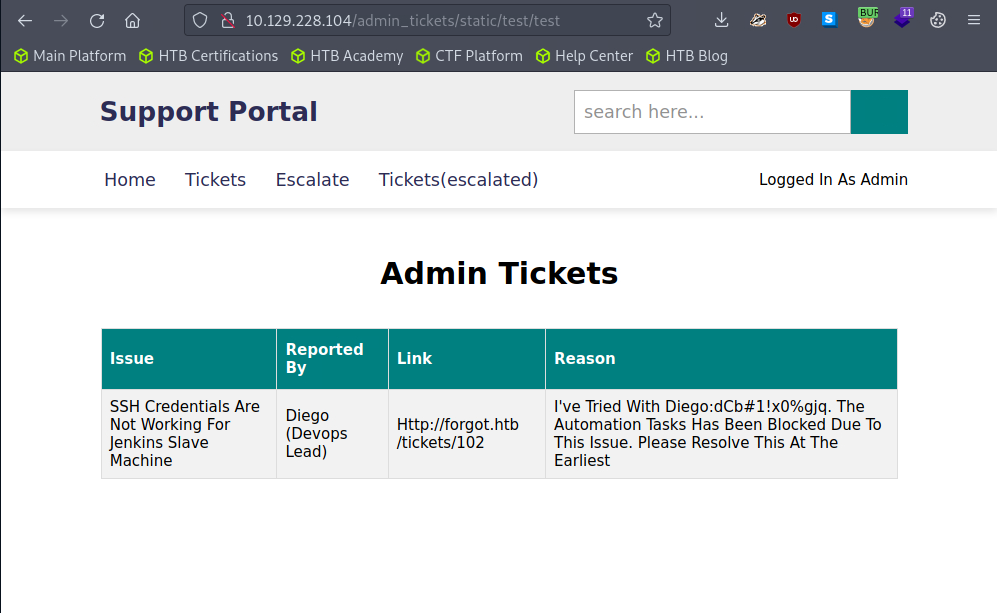 10.129.228.104/admin_tickets/static/test/test
BUR
11
Main Platform
HTB Certifications
HTB Academy
CTF Platform
Help Center
HTB Blog
Support Portal
search here...
Home
Tickets
Escalate
Tickets(escalated)
Logged In As Admin
Admin Tickets
Issue
Reported
By
Link
Reason
SSH Credentials Are
Not Working For
Jenkins Slave
Machine
Diego
(Devops
Lead)
Http://forgot.htb
/tickets/102
I've Tried With Diego:dCb#1!x0%gjq. The
Automation Tasks Has Been Blocked Due To
This Issue. Please Resolve This At The
Earliest